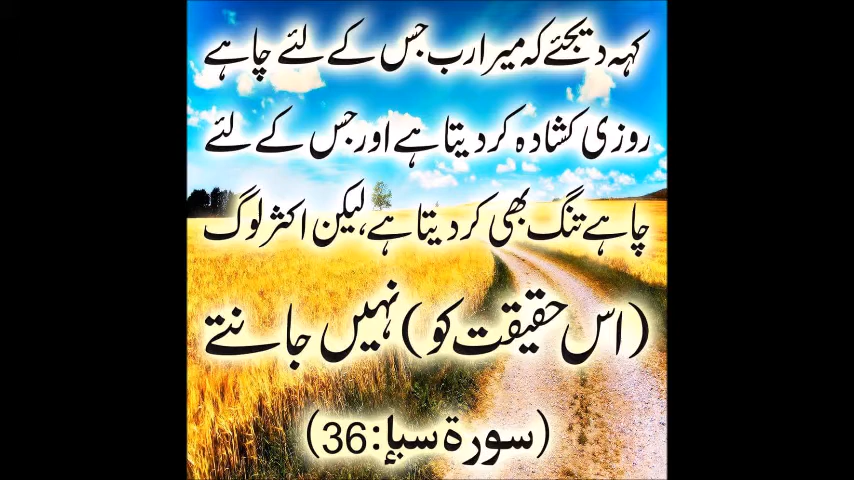 کہہ دیجئے کہ میرا رب جس کے لئے چاہے
روزی کشادہ کر دیتا ہے اور جس کے لئے
چاہے تنگ بھی کر دیتا ہے، لیکن اکثر لوگ
(اس حقیقت کو) نہیں جانتے
(سورۃ سبإ:36)